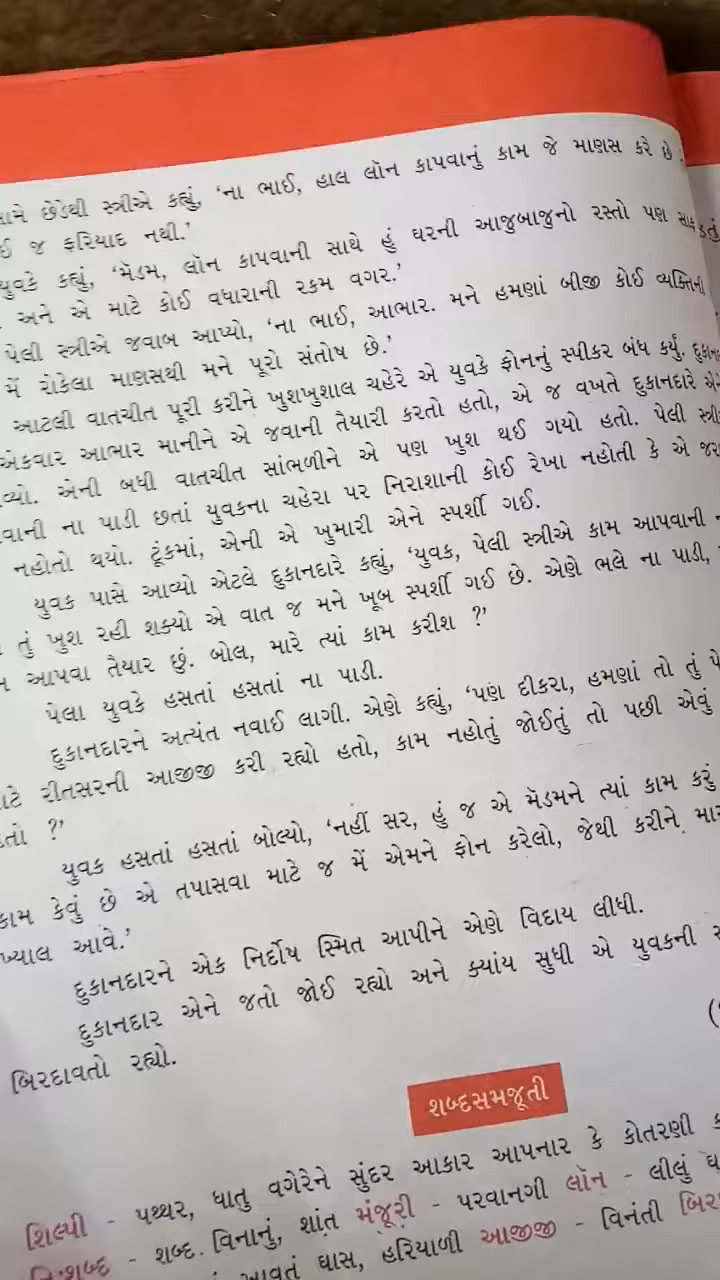 છેડેથી સ્ત્રીએ કહ્યું, ‘ના ભાઈ, હાલ લૉન કાપવાનું કામ જે માણસ કરે છે
જ ફરિયાદ નથી.’
યુવકે કહ્યું, ‘મૅડમ, લૉન કાપવાની સાથે હું ઘરની આજુબાજુનો રસ્તો પણ
અને એ માટે કોઈ વધારાની રકમ વગર.’
પેલી સ્ત્રીએ જવાબ આપ્યો, ‘ના ભાઈ, આભાર. મને હમણાં બીજી કોઈ વ્યક્તિની
મેં રોકેલા માણસથી મને પૂરો સંતોષ છે.’
આટલી વાતચીત પૂરી કરીને ખુશખુશાલ ચહેરે એ યુવકે ફોનનું સ્પીકર બંધ કર્યું.
એકવાર આભાર માનીને એ જવાની તૈયારી કરતો હતો, એ જ વખતે દુકાનદારે
વ્યો. એની બધી વાતચીત સાંભળીને એ પણ ખુશ થઈ ગયો હતો. પેલી
વાની ના પાડી છતાં યુવકના ચહેરા પર નિરાશાની કોઈ રેખા નહોતી કે એ
નહોતો થયો. ટૂંકમાં, એની એ ખુમારી એને સ્પર્શી ગઈ.
યુવક પાસે આવ્યો એટલે દુકાનદારે કહ્યું, ‘યુવક, પેલી સ્ત્રીએ કામ આપવાની
તું ખુશ રહી શક્યો એ વાત જ મને ખૂબ સ્પર્શી ગઈ છે. એણે ભલે ના પાડી,
આપવા તૈયાર છું. બોલ, મારે ત્યાં કામ કરીશ ?’
પેલા યુવકે હસતાં હસતાં ના પાડી.
દુકાનદારને અત્યંત નવાઈ લાગી. એણે કહ્યું, ‘પણ દીકરા, હમણાં તો તું
ાટે રીતસરની આજીજી કરી રહ્યો હતો, કામ નહોતું જોઈતું તો પછી એવું
તો ?’
યુવક હસતાં હસતાં બોલ્યો, ‘નહીં સર, હું જ એ મૅડમને ત્યાં કામ કરું
કામ કેવું છે એ તપાસવા માટે જ મેં એમને ફોન કરેલો, જેથી કરીને
ખ્યાલ આવે.’
દુકાનદારને એક નિર્દોષ સ્મિત આપીને એણે વિદાય લીધી.
દુકાનદાર એને જતો જોઈ રહ્યો અને ક્યાંય સુધી એ યુવકની
બિરદાવતો રહ્યો.
શબ્દસમજૂતી
શિલ્પી - પથ્થર, ધાતુ વગેરેને સુંદર આકાર આપનાર કે કોતરણી
નિઃશબ્દ - શબ્દ વિનાનું, શાંત મંજૂરી - પરવાનગી લૉન - લીલું
ઘાસ, હરિયાળી આજીજી - વિનંતી